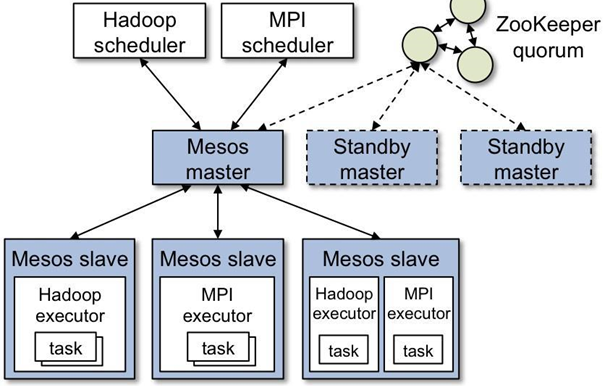 Hadoop
scheduler
MPI
scheduler
ZooKeeper
quorum
Mesos
master
Standby
master
Standby
master
Mesos slave
Hadoop
executor
task
Mesos slave
MPI
executor
task
Mesos slave
Hadoop
executor
task
MPI
executor
task